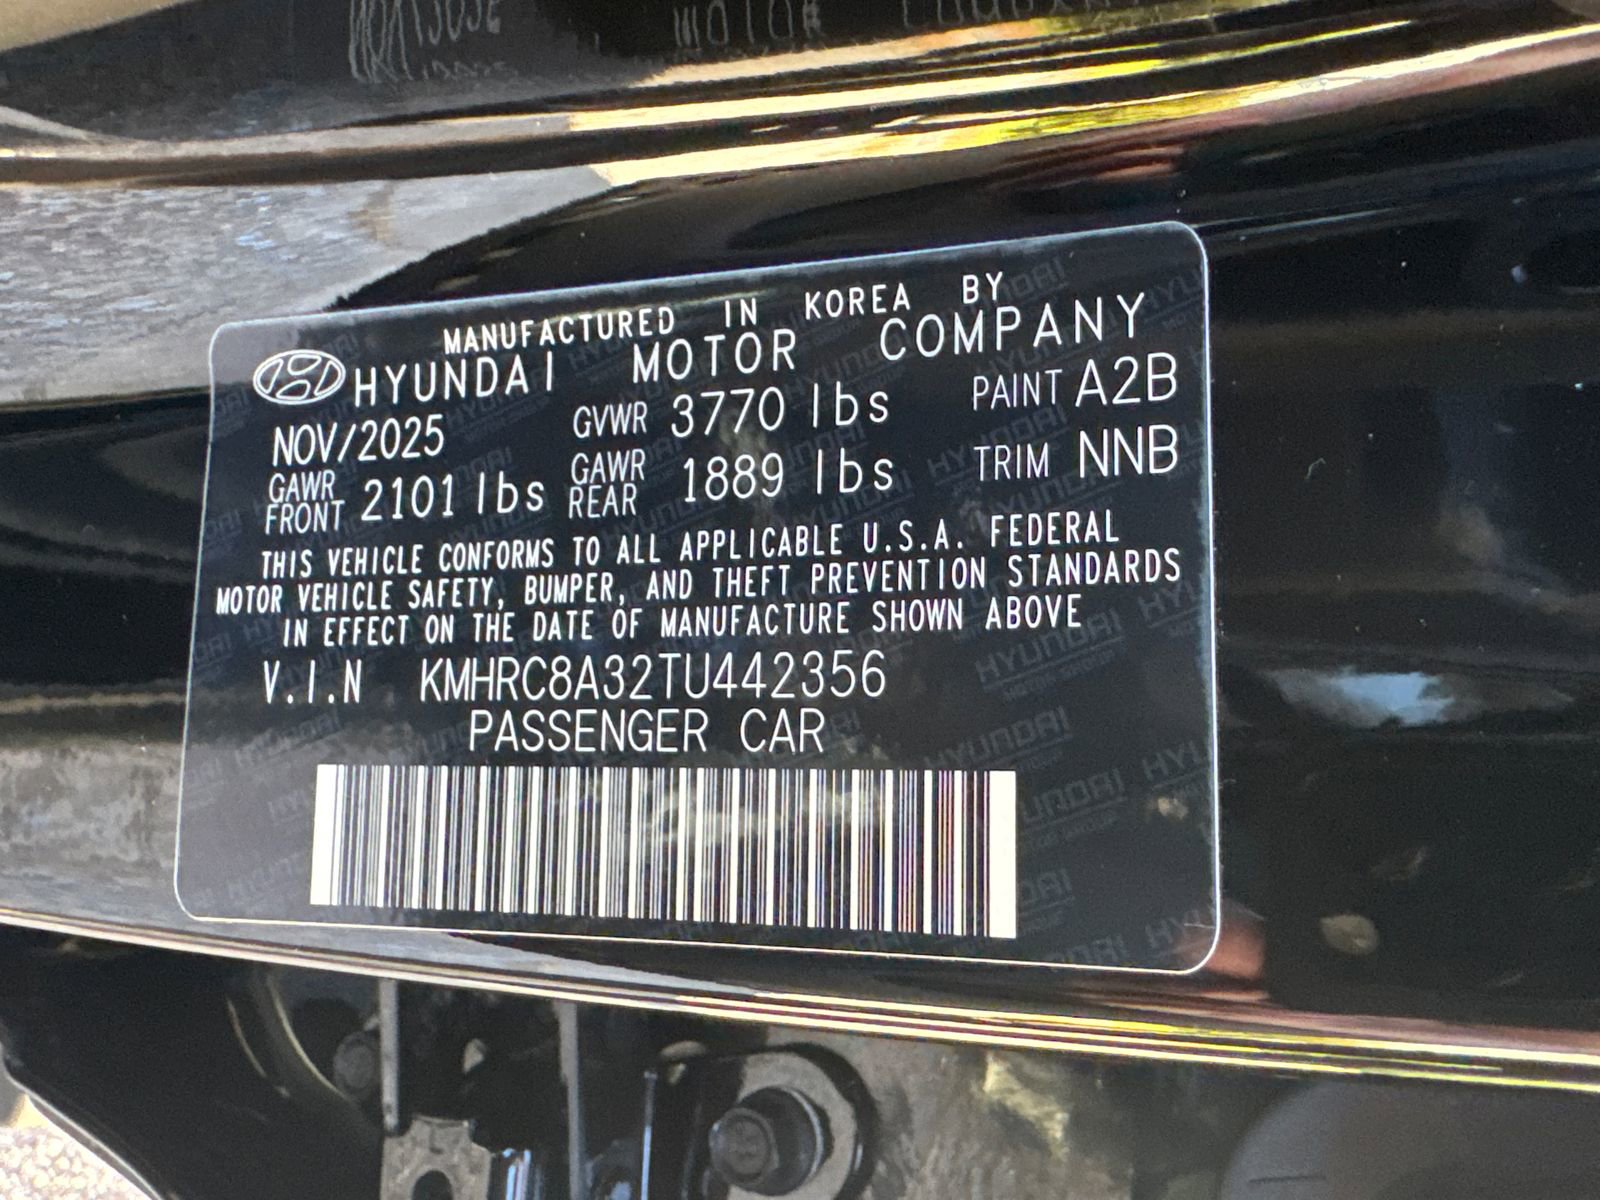 MANUFACTURED IN KOREA BY
HYUNDAI MOTOR COMPANY
NOV/2025 GVWR 3770 lbs PAINT A2B
GAWR FRONT 2101 lbs GAWR REAR 1889 lbs TRIM NNB
THIS VEHICLE CONFORMS TO ALL APPLICABLE U.S.A. FEDERAL
MOTOR VEHICLE SAFETY, BUMPER, AND THEFT PREVENTION STANDARDS
IN EFFECT ON THE DATE OF MANUFACTURE SHOWN ABOVE
V.I.N KMHRC8A32TU442356
PASSENGER CAR